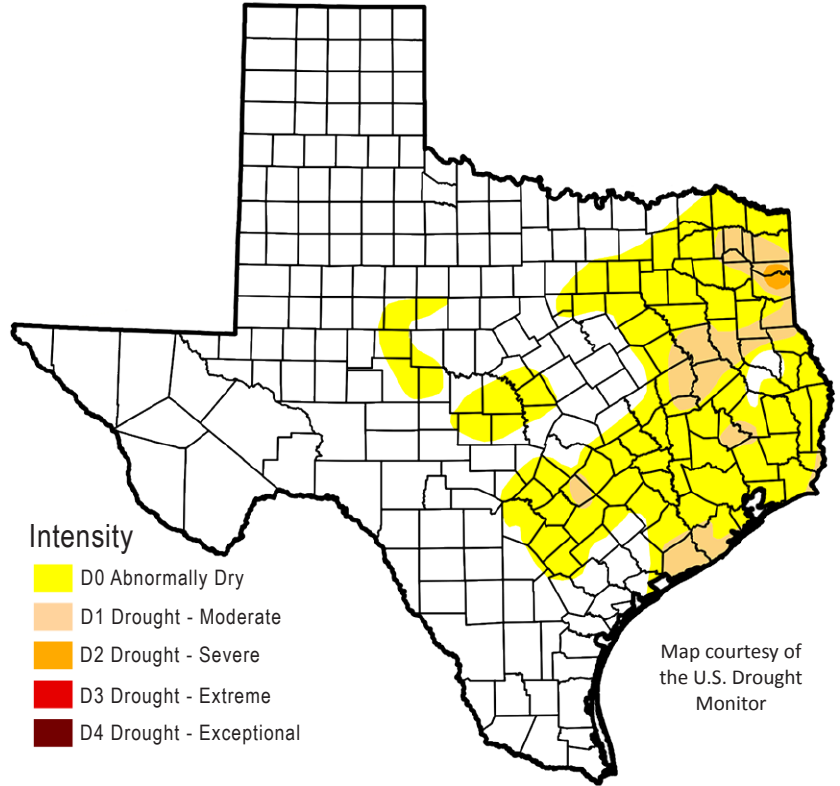 Intensity
D0 Abnormally Dry
D1 Drought - Moderate
D2 Drought - Severe
D3 Drought - Extreme
D4 Drought - Exceptional
Map courtesy of
the U.S. Drought
Monitor